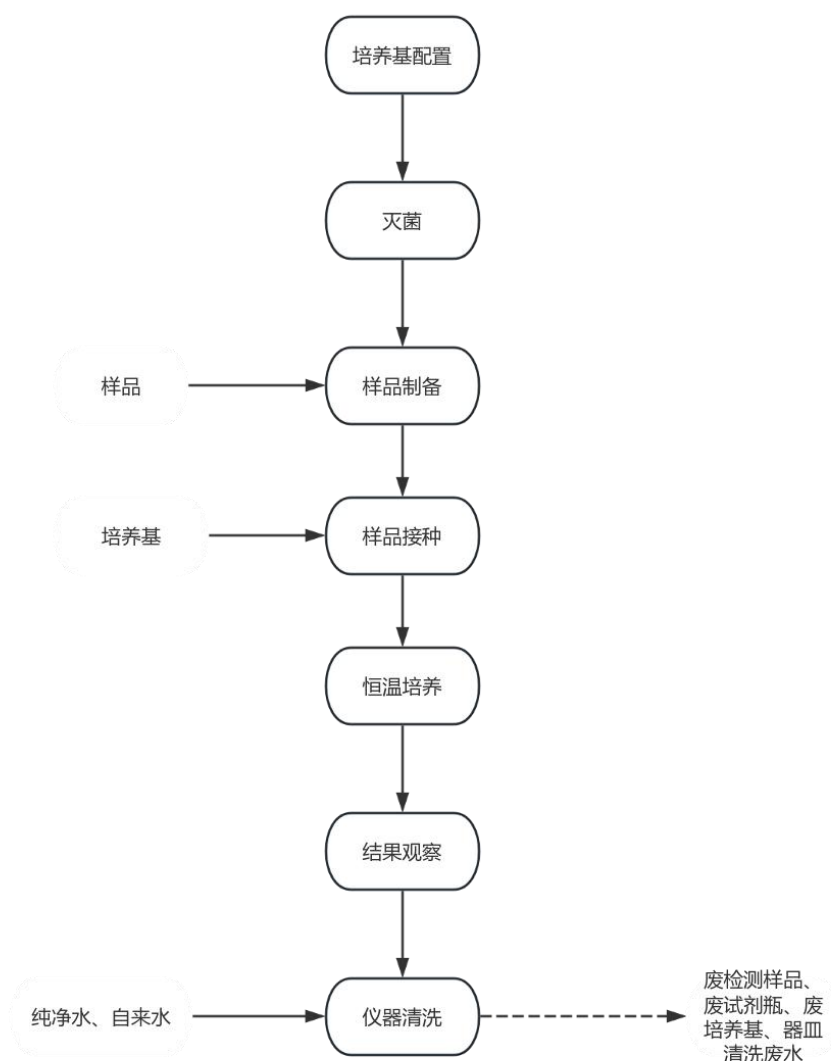 培养基配置
灭菌
样品
样品制备
培养基
样品接种
恒温培养
结果观察
纯净水、自来水
仪器清洗
废检测样品、
废试剂瓶、废
培养基、器皿
清洗废水